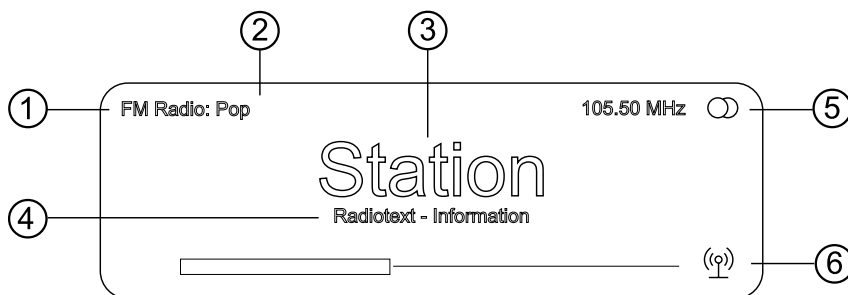 2 3
1 FM Radio: Pop 105.50 MHz 5
Station
4 Radiotext - Information
6